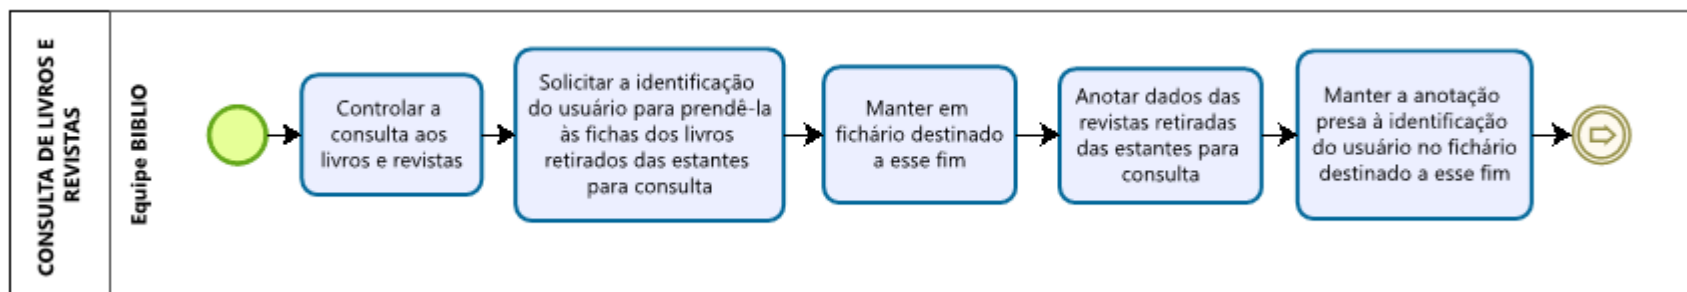 CONSULTA DE LIVROS E
REVISTAS
Equipe BIBLIO
Controlar a
consulta aos
livros e revistas
Solicitar a identificação
do usuário para prendê-la
às fichas dos livros
retirados das estantes
para consulta
Manter em
fichário destinado
a esse fim
Anotar dados das
revistas retiradas
das estantes para
consulta
Manter a anotação
presa à identificação
do usuário no fichário
destinado a esse fim